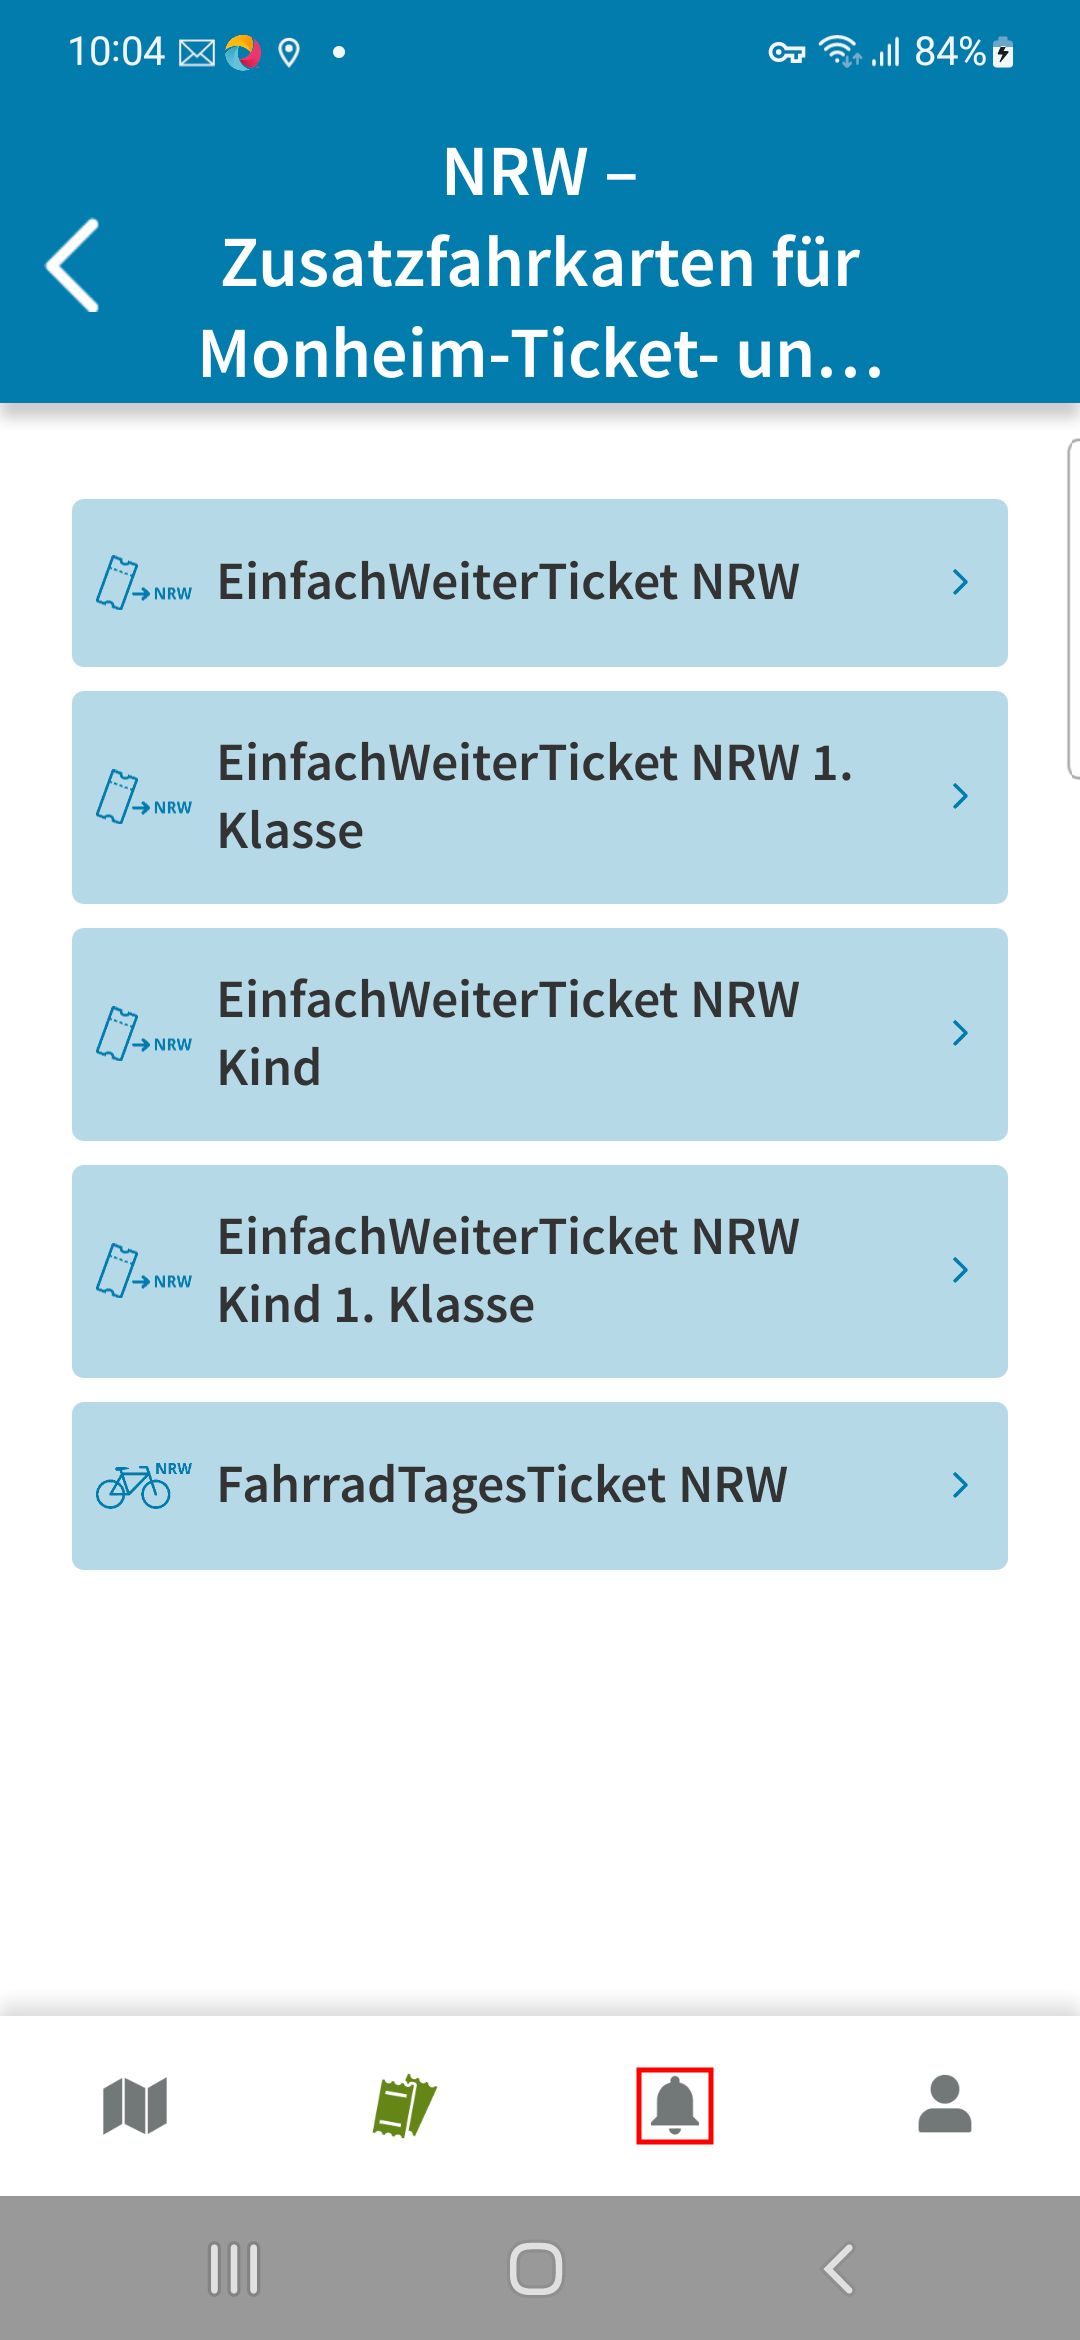 10:04
84%
NRW –
Zusatzfahrkarten für
Monheim-Ticket- un...
NRW
EinfachWeiterTicket NRW
NRW
EinfachWeiterTicket NRW 1.
Klasse
NRW
EinfachWeiterTicket NRW
Kind
NRW
EinfachWeiterTicket NRW
Kind 1. Klasse
NRW
FahrradTagesTicket NRW